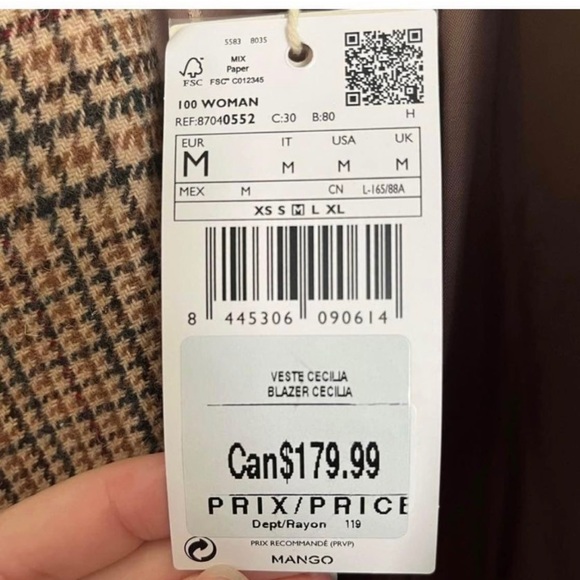 5583 8035
MIX
Paper
FSC FSC™ C012345
100 WOMAN
REF:87040552 C:30 B:80 H
EUR IT USA UK
M M M M
MEX M CN L-165/88A
XS S M L XL
8 445306 090614
VESTE CECILIA
BLAZER CECILIA
Can$179.99
PRIX/PRICE
Dept/Rayon 119
PRIX RECOMMANDÉ (PRVP)
MANGO